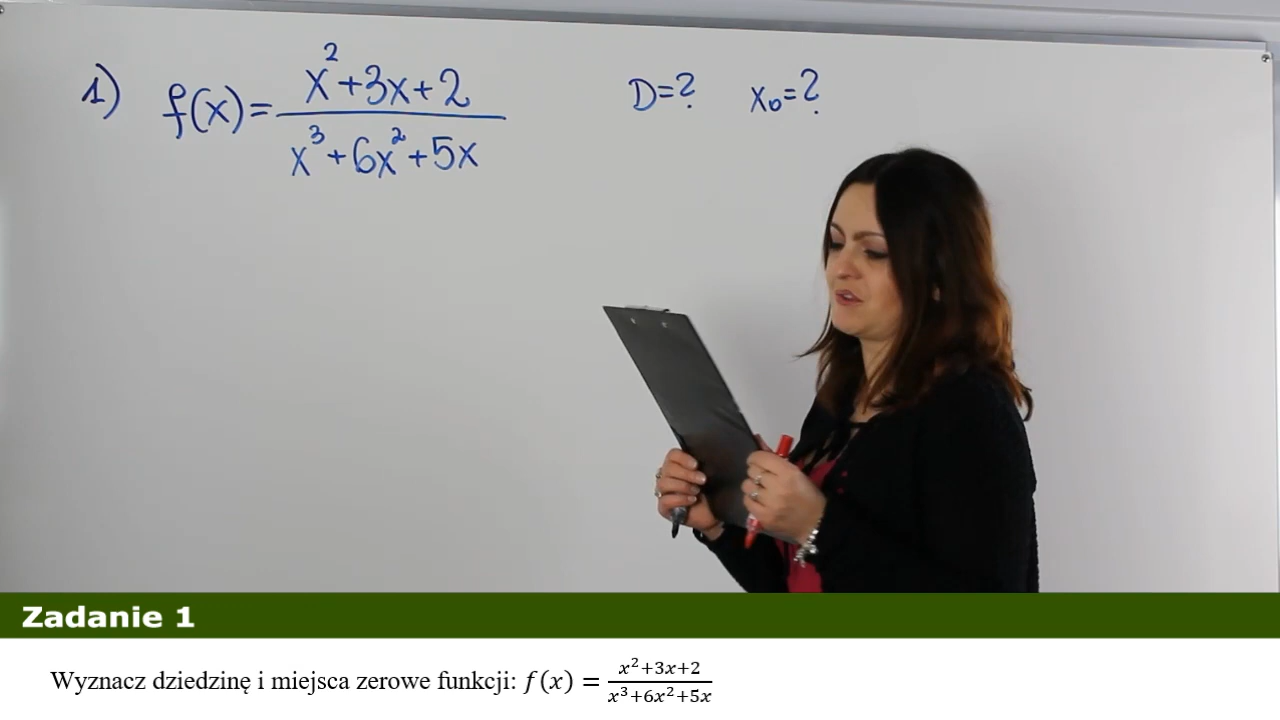 1) f(x)= x²+3x+2 / x³+6x²+5x D=? x₀=?
Zadanie 1
Wyznacz dziedzinę i miejsca zerowe funkcji: f(x) = x²+3x+2 / x³+6x²+5x